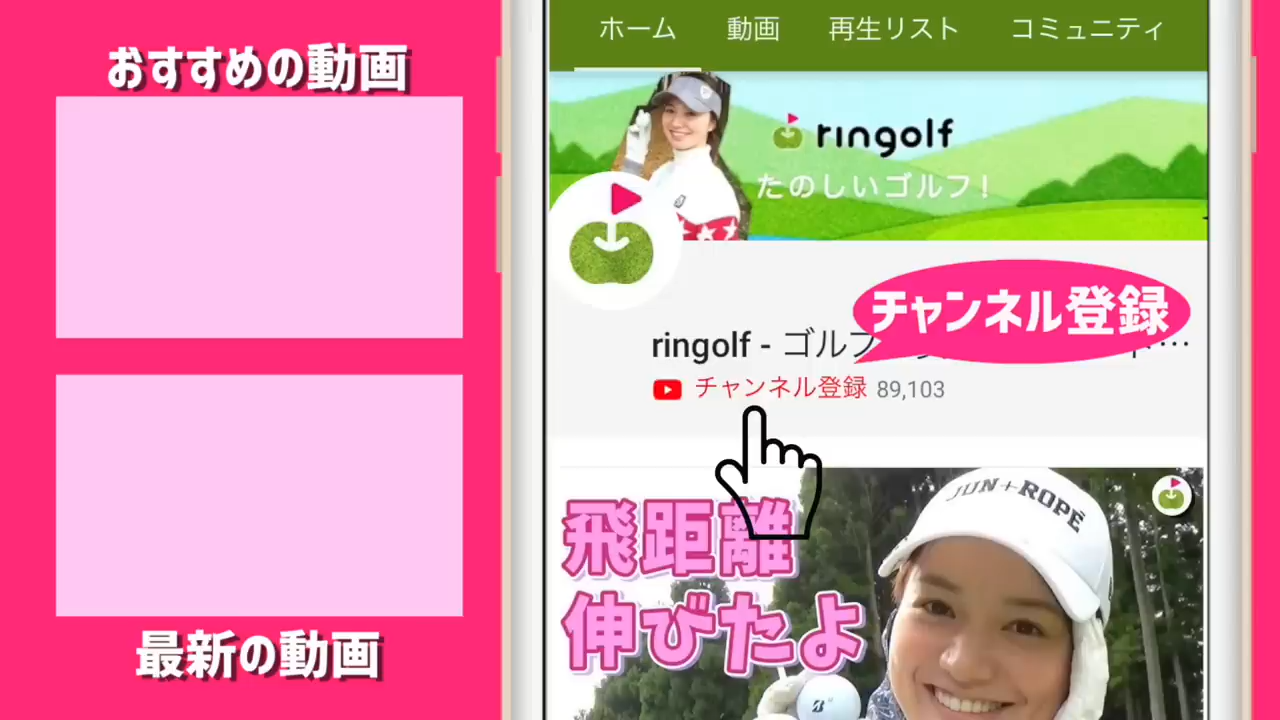 おすすめの動画
最新の動画
ホーム 動画 再生リスト コミュニティ
ringolf
たのしいゴルフ!
チャンネル登録
ringolf - ゴルフ
チャンネル登録 89,103
飛距離
伸びたよ
JUN+ROPÉ
B